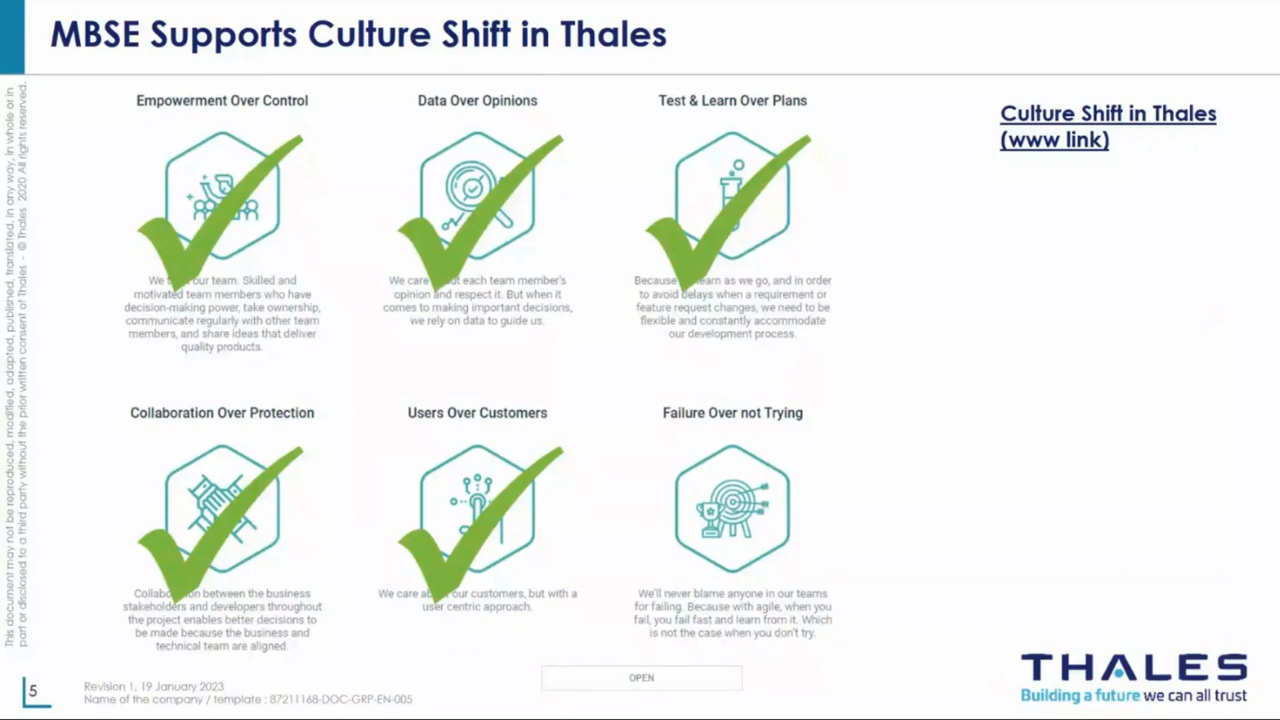 MBSE Supports Culture Shift in Thales
Empowerment Over Control
Data Over Opinions
Test & Learn Over Plans
Culture Shift in Thales
(www link)
We our team. Skilled and
motivated team members who have
decision-making power, take ownership,
communicate regularly with other team
members, and share ideas that deliver
quality products.
We care each team member's
opinion and respect it. But when it
comes to making important decisions,
we rely on data to guide us.
Because as we go, and in order
to avoid delays when a requirement or
feature request changes, we need to be
flexible and constantly accommodate
our development process.
Collaboration Over Protection
Users Over Customers
Failure Over not Trying
Collaboration between the business
stakeholders and developers throughout
the project enables better decisions to
be made because the business and
technical team are aligned.
We care about our customers, but with a
user centric approach.
We'll never blame anyone in our teams
for failing. Because with agile, when you
fail, you fail fast and learn from it. Which
is not the case when you don't try.
This document may not be reproduced, modified, adapted, published, translated, in any way, in whole or in
part or disclosed to a third party without the prior written consent of Thales - © Thales 2020 All rights reserved.
5
Revision 1, 19 January 2023
Name of the company / template : 87211168-DOC-GRP-EN-005
OPEN
THALES
Building a future we can all trust